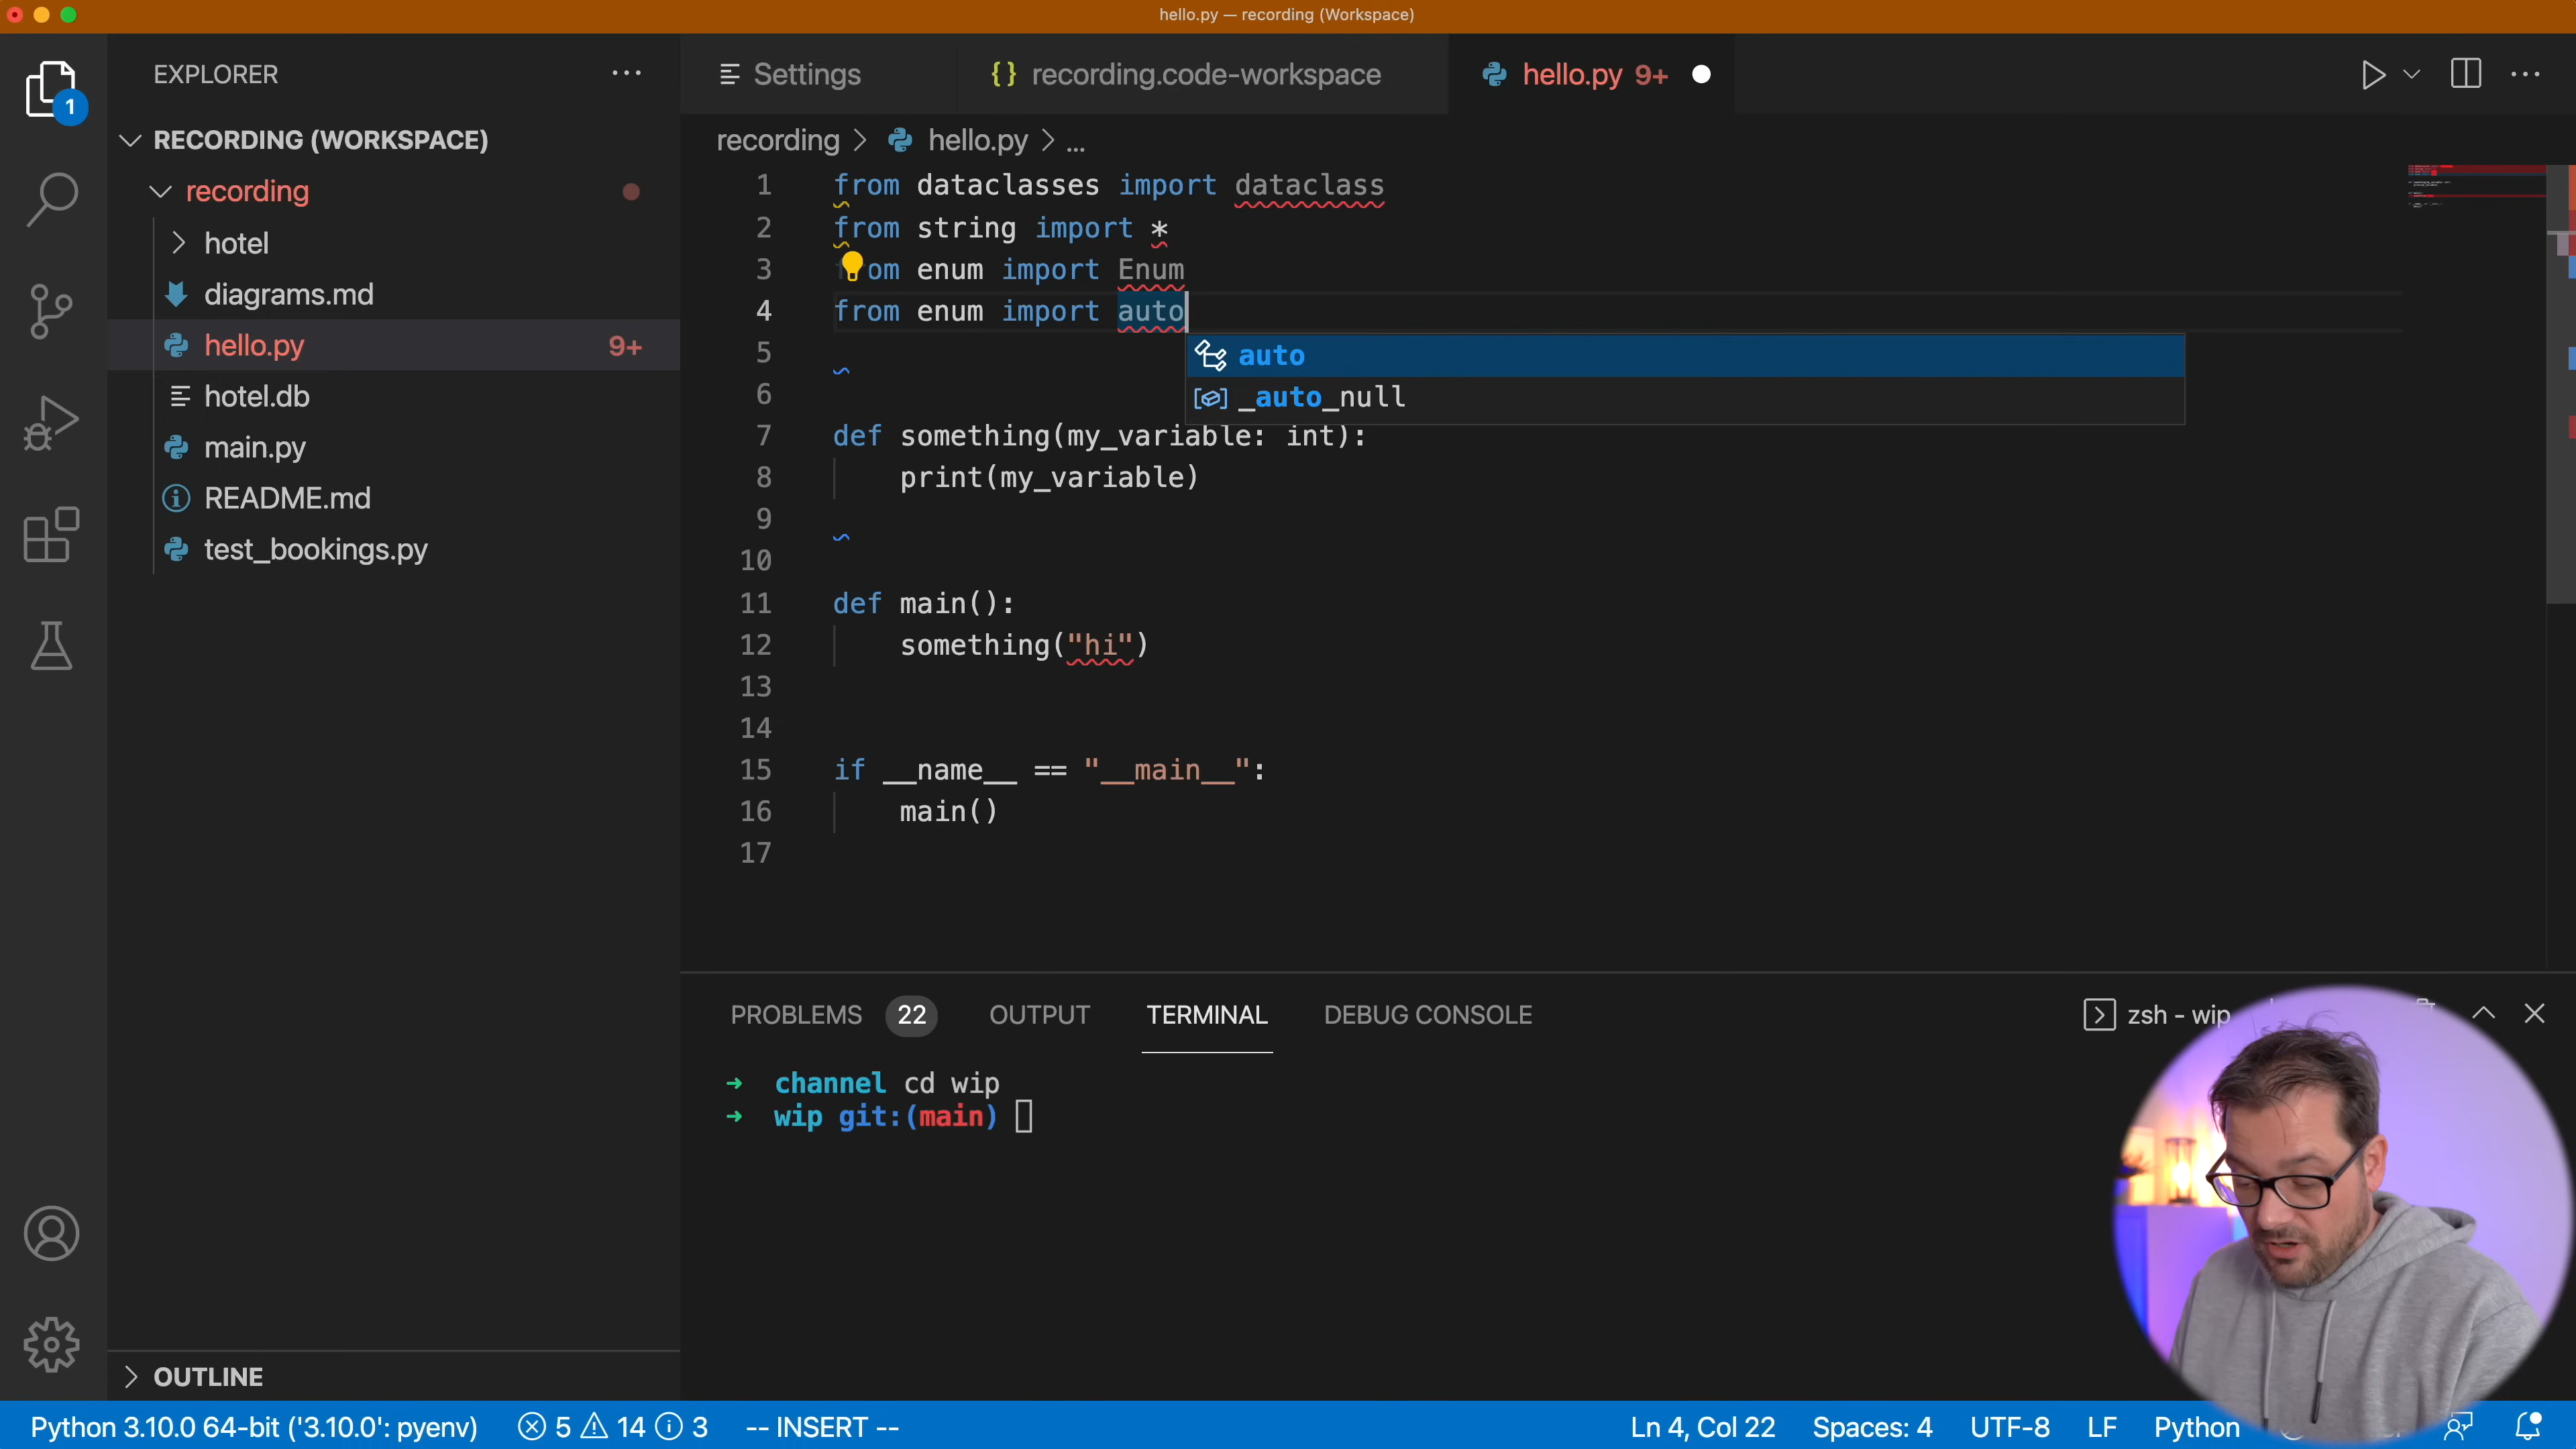 hello.py — recording (Workspace)
EXPLORER
Settings
{} recording.code-workspace
hello.py 9+
1
RECORDING (WORKSPACE)
recording
hotel
diagrams.md
hello.py 9+
hotel.db
main.py
README.md
test_bookings.py
OUTLINE
recording > hello.py > ...
1 from dataclasses import dataclass
2 from string import *
3 om enum import Enum
4 from enum import auto
auto
_auto_null
5
6
7 def something(my_variable: int):
8 print(my_variable)
9
10
11 def main():
12 something("hi")
13
14
15 if __name__ == "__main__":
16 main()
17
PROBLEMS 22 OUTPUT TERMINAL DEBUG CONSOLE
zsh - wip
→ channel cd wip
→ wip git:(main)
Python 3.10.0 64-bit ('3.10.0': pyenv) 5 14 3 -- INSERT -- Ln 4, Col 22 Spaces: 4 UTF-8 LF Python